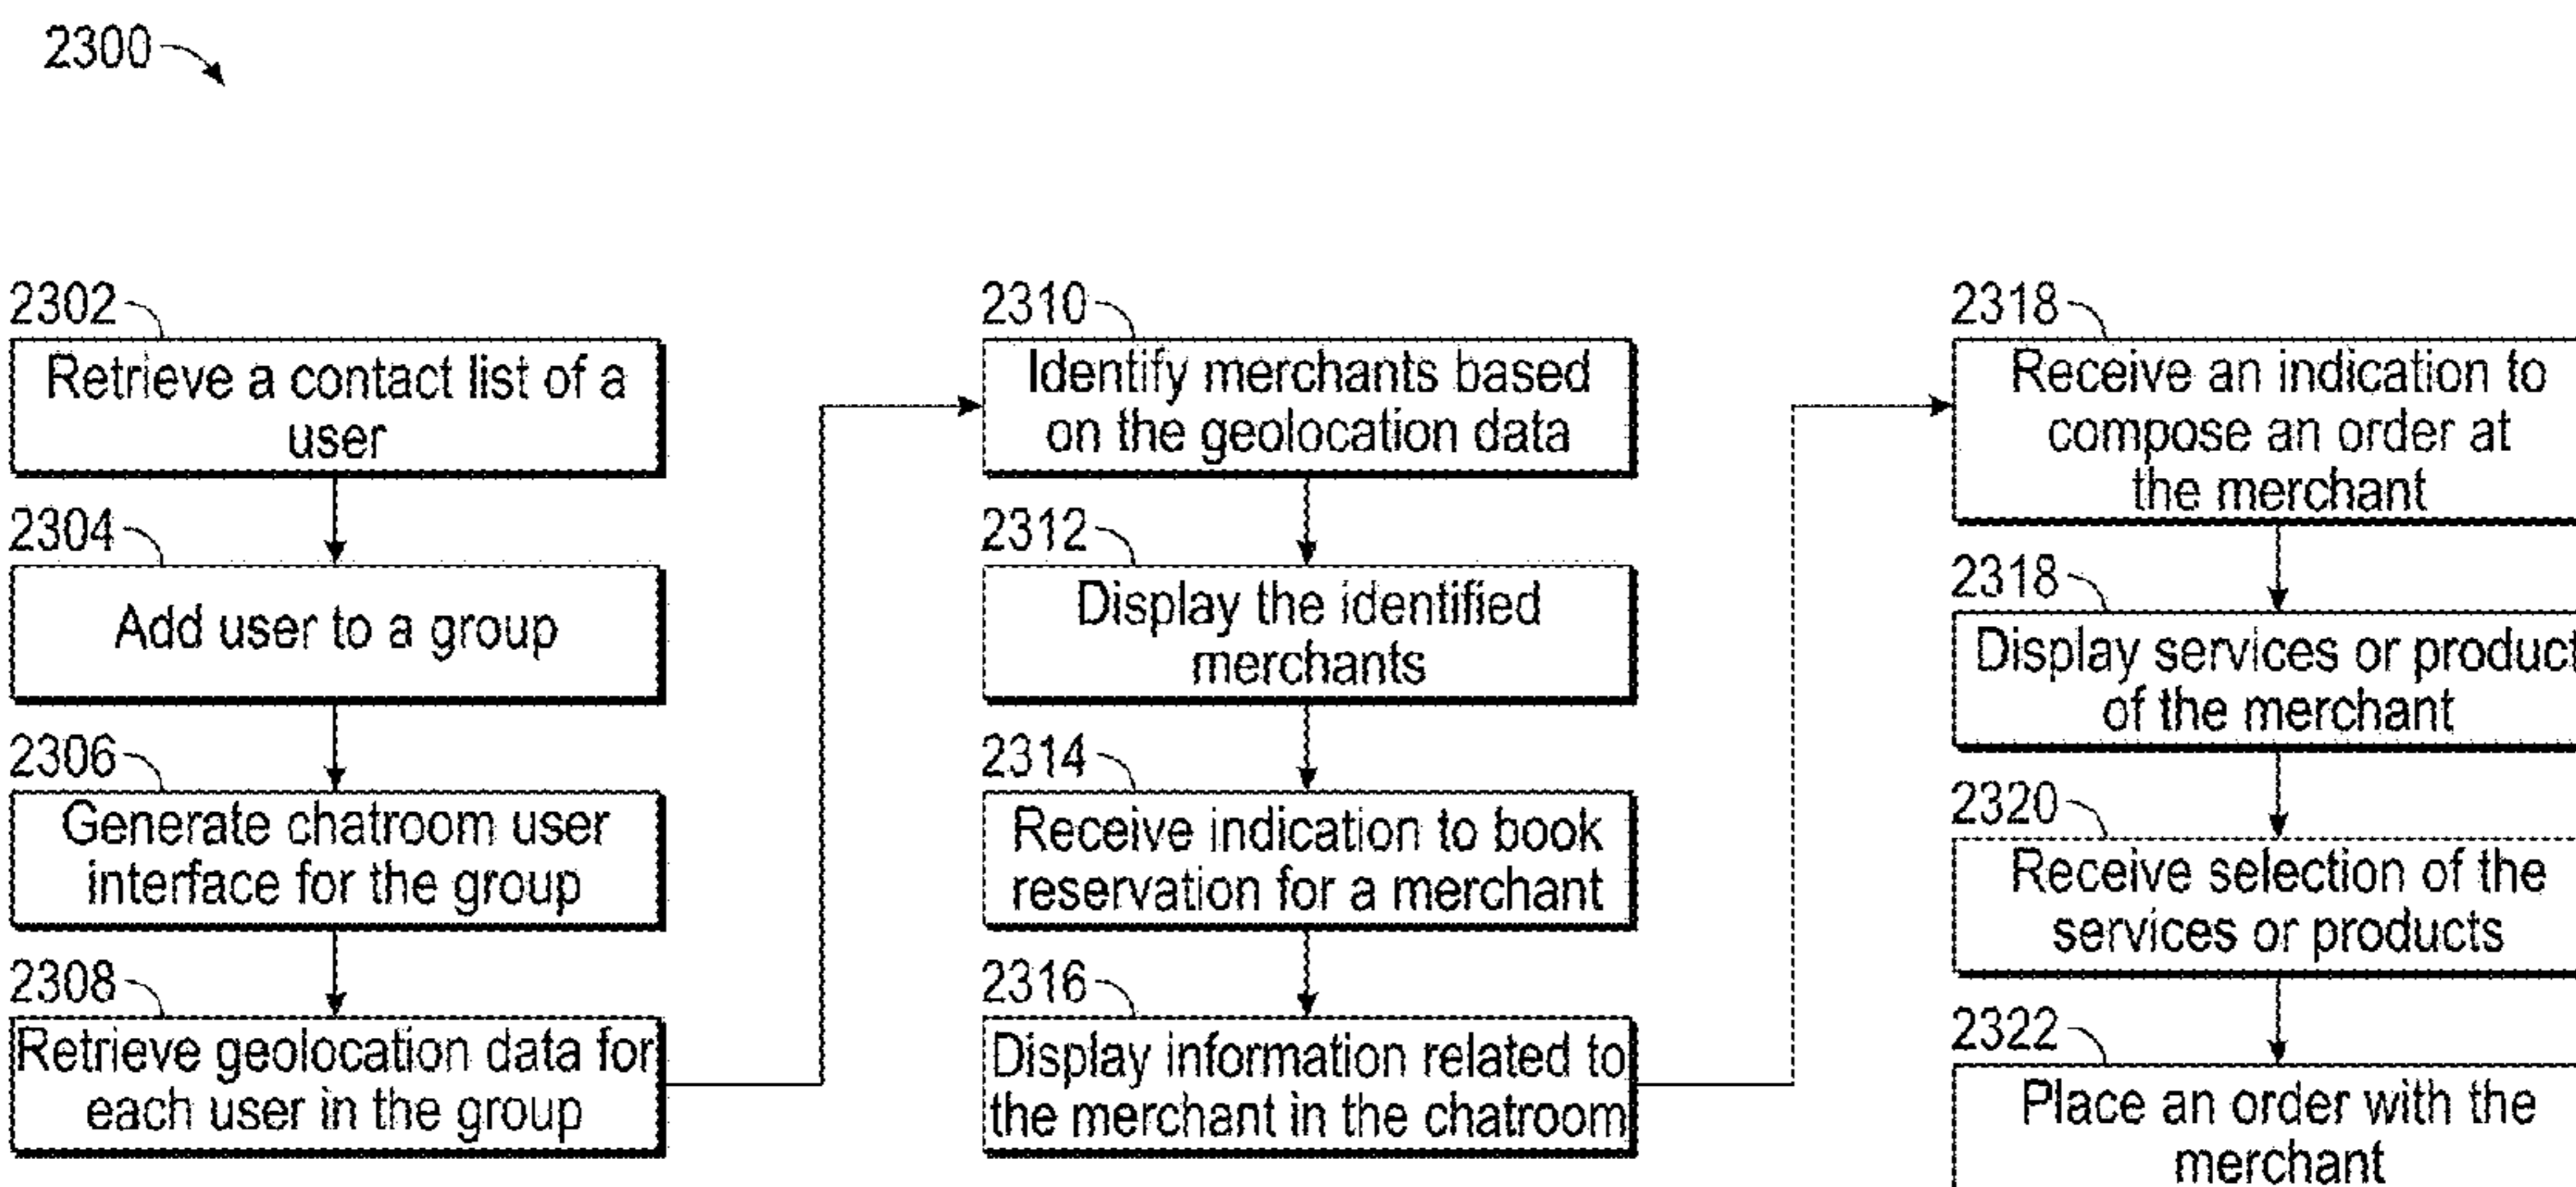 2300
2302
Retrieve a contact list of a
user
2304
Add user to a group
2306
Generate chatroom user
interface for the group
2308
Retrieve geolocation data for
each user in the group
2310
Identify merchants based
on the geolocation data
2312
Display the identified
merchants
2314
Receive indication to book
reservation for a merchant
2316
Display information related to
the merchant in the chatroom
2318
Receive an indication to
compose an order at
the merchant
2318
Display services or product
of the merchant
2320
Receive selection of the
services or products
2322
Place an order with the
merchant